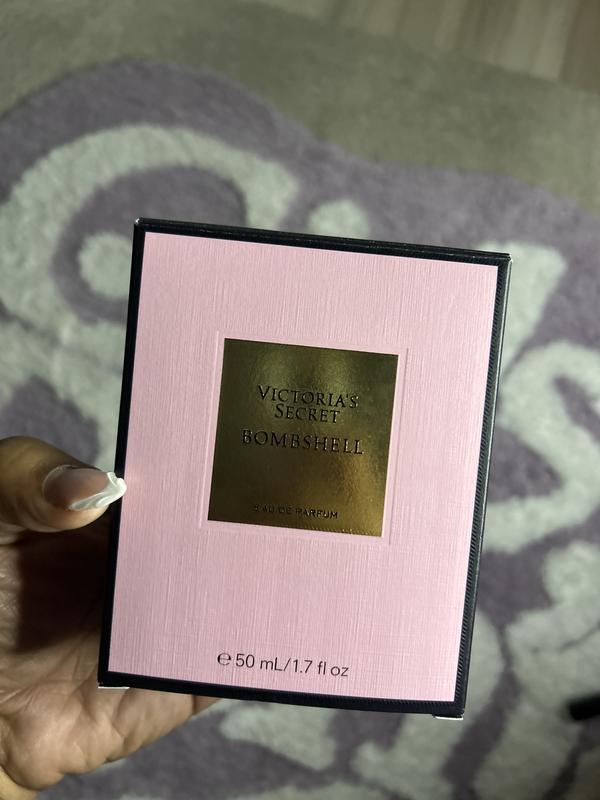 VICTORIA'S
SECRET
BOMBSHELL
EAU DE PARFUM
℮ 50 mL/1.7 fl oz